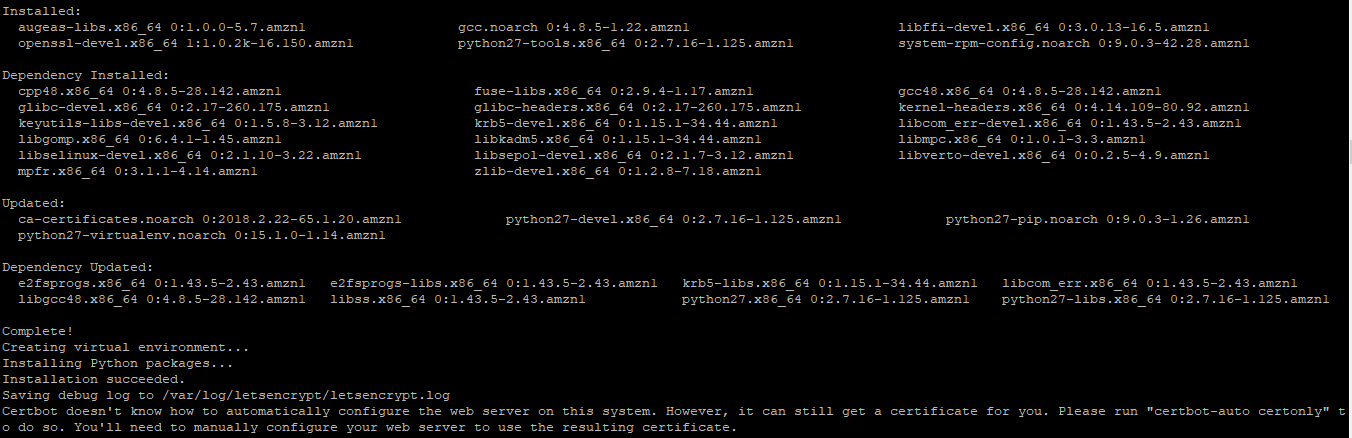 Installed:
augeas-libs.x86_64 0:1.0.0-5.7.amzn1 gcc.noarch 0:4.8.5-1.22.amzn1 libffi-devel.x86_64 0:3.0.13-16.5.amzn1
openssl-devel.x86_64 1:1.0.2k-16.150.amzn1 python27-tools.x86_64 0:2.7.16-1.125.amzn1 system-rpm-config.noarch 0:9.0.3-42.28.amzn1
Dependency Installed:
cpp48.x86_64 0:4.8.5-28.142.amzn1 fuse-libs.x86_64 0:2.9.4-1.17.amzn1 gcc48.x86_64 0:4.8.5-28.142.amzn1
glibc-devel.x86_64 0:2.17-260.175.amzn1 glibc-headers.x86_64 0:2.17-260.175.amzn1 kernel-headers.x86_64 0:4.14.109-80.92.amzn1
keyutils-libs-devel.x86_64 0:1.5.8-3.12.amzn1 krb5-devel.x86_64 0:1.15.1-34.44.amzn1 libcom_err-devel.x86_64 0:1.43.5-2.43.amzn1
libgomp.x86_64 0:6.4.1-1.45.amzn1 libkadm5.x86_64 0:1.15.1-34.44.amzn1 libmpc.x86_64 0:1.0.1-3.3.amzn1
libselinux-devel.x86_64 0:2.1.10-3.22.amzn1 libsepol-devel.x86_64 0:2.1.7-3.12.amzn1 libverto-devel.x86_64 0:0.2.5-4.9.amzn1
mpfr.x86_64 0:3.1.1-4.14.amzn1 zlib-devel.x86_64 0:1.2.8-7.18.amzn1
Updated:
ca-certificates.noarch 0:2018.2.22-65.1.20.amzn1 python27-devel.x86_64 0:2.7.16-1.125.amzn1 python27-pip.noarch 0:9.0.3-1.26.amzn1
python27-virtualenv.noarch 0:15.1.0-1.14.amzn1
Dependency Updated:
e2fsprogs.x86_64 0:1.43.5-2.43.amzn1 e2fsprogs-libs.x86_64 0:1.43.5-2.43.amzn1 krb5-libs.x86_64 0:1.15.1-34.44.amzn1 libcom_err.x86_64 0:1.43.5-2.43.amzn1
libgcc48.x86_64 0:4.8.5-28.142.amzn1 libss.x86_64 0:1.43.5-2.43.amzn1 python27.x86_64 0:2.7.16-1.125.amzn1 python27-libs.x86_64 0:2.7.16-1.125.amzn1
Complete!
Creating virtual environment...
Installing Python packages...
Installation succeeded.
Saving debug log to /var/log/letsencrypt/letsencrypt.log
Certbot doesn't know how to automatically configure the web server on this system. However, it can still get a certificate for you. Please run "certbot-auto certonly" t
o do so. You'll need to manually configure your web server to use the resulting certificate.